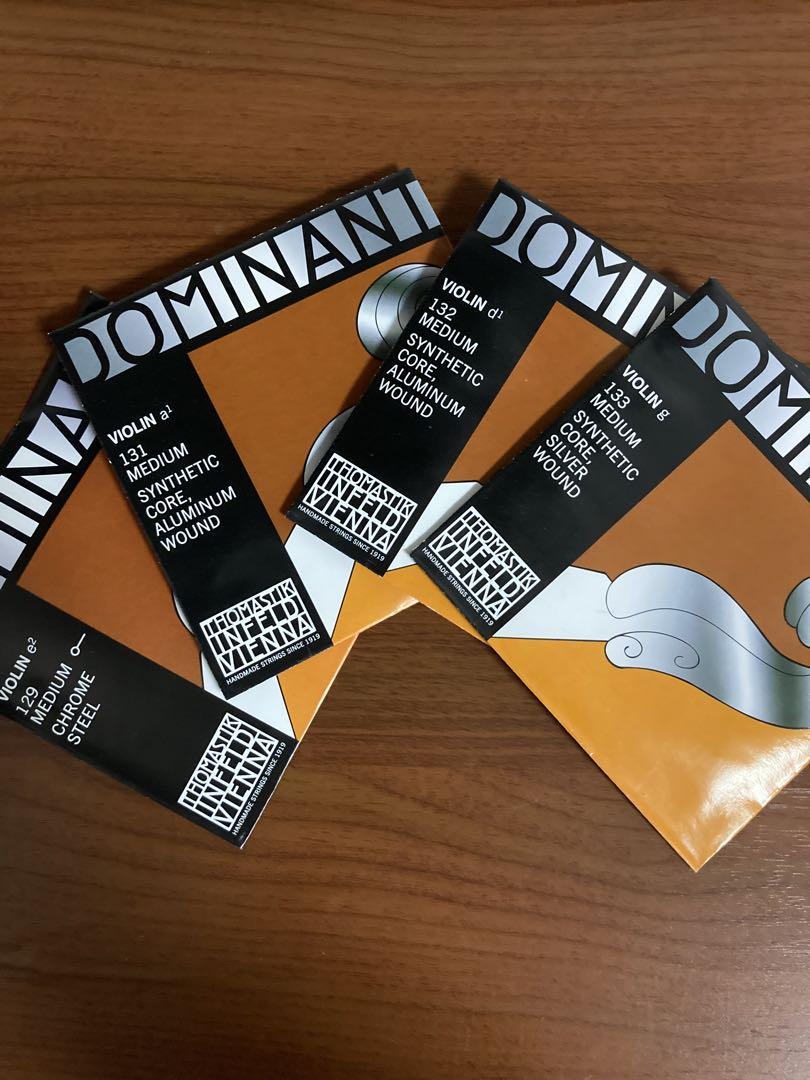 MINA
VIOLIN e²
129
MEDIUM
CHROME
STEEL
THOMASTIK
INFELD
VIENNA
HANDMADE STRINGS SINCE 1919
DOMINANT
VIOLIN a¹
131
MEDIUM
SYNTHETIC
CORE,
ALUMINUM
WOUND
THOMASTIK
INFELD
VIENNA
HANDMADE STRINGS SINCE 1919
DOMINA
VIOLIN d¹
132
MEDIUM
SYNTHETIC
CORE,
ALUMINUM
WOUND
THOMASTIK
INFELD
VIENNA
HANDMADE STRINGS SINCE 1919
DOMI
VIOLIN g
133
MEDIUM
SYNTHETIC
CORE,
SILVER
WOUND
THOMASTIK
INFELD
VIENNA
HANDMADE STRINGS SINCE 1919